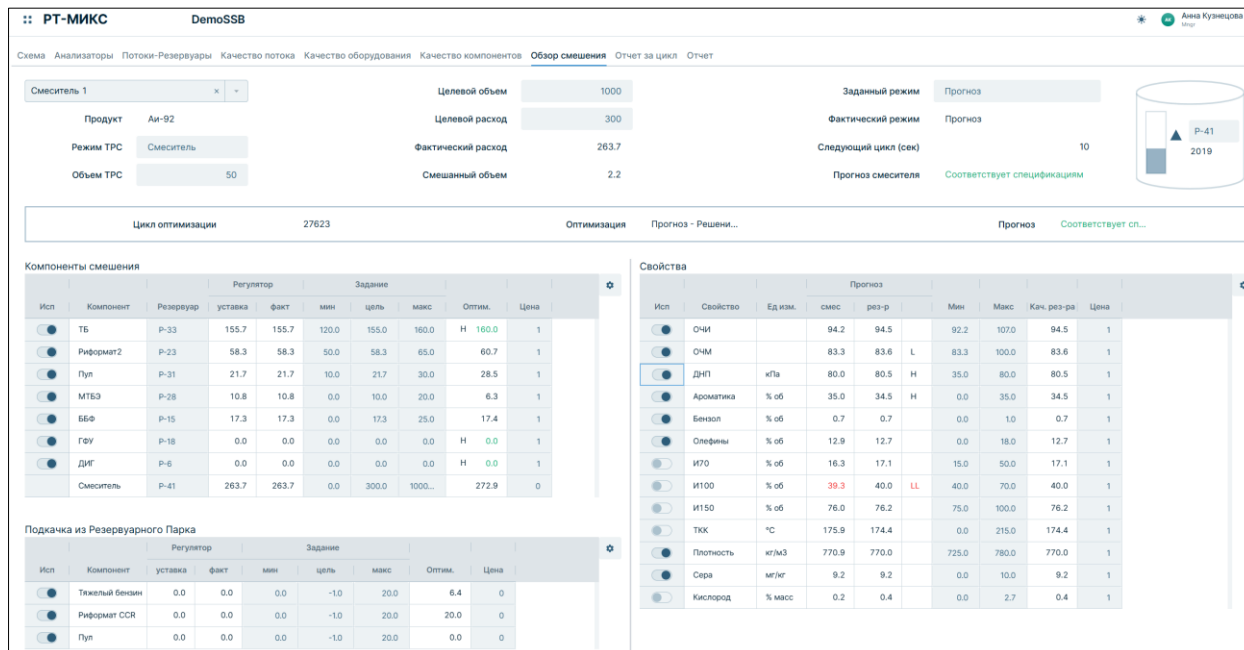 РТ-МИКС DemoSSB Анна Кузнецова
Mngr
Схема Анализаторы Потоки-Резервуары Качество потока Качество оборудования Качество компонентов Обзор смешения Отчет за цикл Отчет
Смеситель 1 Целевой объем 1000 Заданный режим Прогноз
Продукт Аи-92 Целевой расход 300 Фактический режим Прогноз P-41
Режим ТРС Смеситель Фактический расход 263.7 Следующий цикл (сек) 10 2019
Объем ТРС 50 Смешанный объем 2.2 Прогноз смесителя Соответствует спецификациям
Цикл оптимизации 27623 Оптимизация Прогноз - Решени... Прогноз Соответствует сп...
Компоненты смешения
Регулятор Задание
Исп Компонент Резервуар уставка факт мин цель макс Оптим. Цена
ТБ P-33 155.7 155.7 120.0 155.0 160.0 H 160.0 1
Риформат2 P-23 58.3 58.3 50.0 58.3 65.0 60.7 1
Пул P-31 21.7 21.7 10.0 21.7 30.0 28.5 1
МТБЭ P-28 10.8 10.8 0.0 10.0 20.0 6.3 1
ББФ P-15 17.3 17.3 0.0 17.3 25.0 17.4 1
ГФУ P-18 0.0 0.0 0.0 0.0 0.0 H 0.0 1
ДИГ P-6 0.0 0.0 0.0 0.0 0.0 H 0.0 1
Смеситель P-41 263.7 263.7 0.0 300.0 1000... 272.9 0
Подкачка из Резервуарного Парка
Регулятор Задание
Исп Компонент уставка факт мин цель макс Оптим. Цена
Тяжелый бензин 0.0 0.0 0.0 -1.0 20.0 6.4 0
Риформат CCR 0.0 0.0 0.0 -1.0 20.0 20.0 0
Пул 0.0 0.0 0.0 -1.0 20.0 0.0 0
Свойства
Прогноз
Исп Свойство Ед изм. смес рез-р Мин Макс Кач. рез-ра Цена
ОЧИ 94.2 94.5 92.2 107.0 94.5 1
ОЧМ 83.3 83.6 L 83.3 100.0 83.6 1
ДНП кПа 80.0 80.5 H 35.0 80.0 80.5 1
Ароматика % об 35.0 34.5 H 0.0 35.0 34.5 1
Бензол % об 0.7 0.7 0.0 1.0 0.7 1
Олефины % об 12.9 12.7 0.0 18.0 12.7 1
И70 % об 16.3 17.1 15.0 50.0 17.1 1
И100 % об 39.3 40.0 LL 40.0 70.0 40.0 1
И150 % об 76.0 76.2 75.0 100.0 76.2 1
ТКК °C 175.9 174.4 0.0 215.0 174.4 1
Плотность кг/м3 770.9 770.0 725.0 780.0 770.0 1
Сера мг/кг 9.2 9.2 0.0 10.0 9.2 1
Кислород % масс 0.2 0.4 0.0 2.7 0.4 1